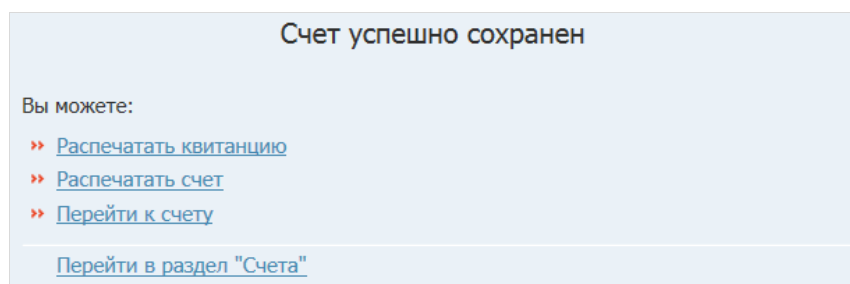 Счет успешно сохранен
Вы можете:
Распечатать квитанцию
Распечатать счет
Перейти к счету
Перейти в раздел "Счета"